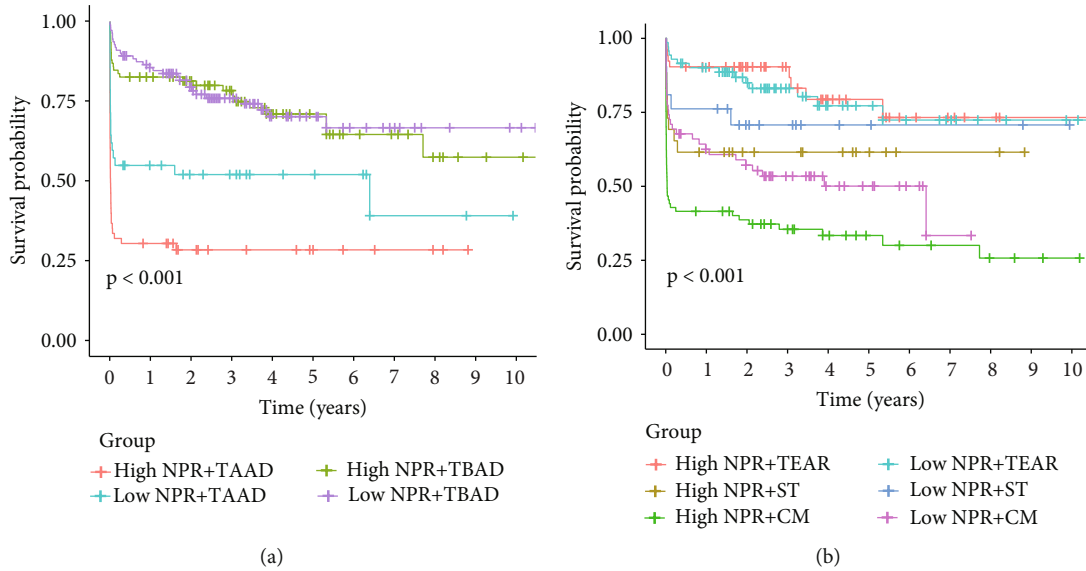 1.00
0.75
0.50
0.25
0.00
Survival probability
p < 0.001
0 1 2 3 4 5 6 7 8 9 10
Time (years)
Group
High NPR+TAAD High NPR+TBAD
Low NPR+TAAD Low NPR+TBAD
(a)
1.00
0.75
0.50
0.25
0.00
Survival probability
p < 0.001
0 1 2 3 4 5 6 7 8 9 10
Time (years)
Group
High NPR+TEAR Low NPR+TEAR
High NPR+ST Low NPR+ST
High NPR+CM Low NPR+CM
(b)